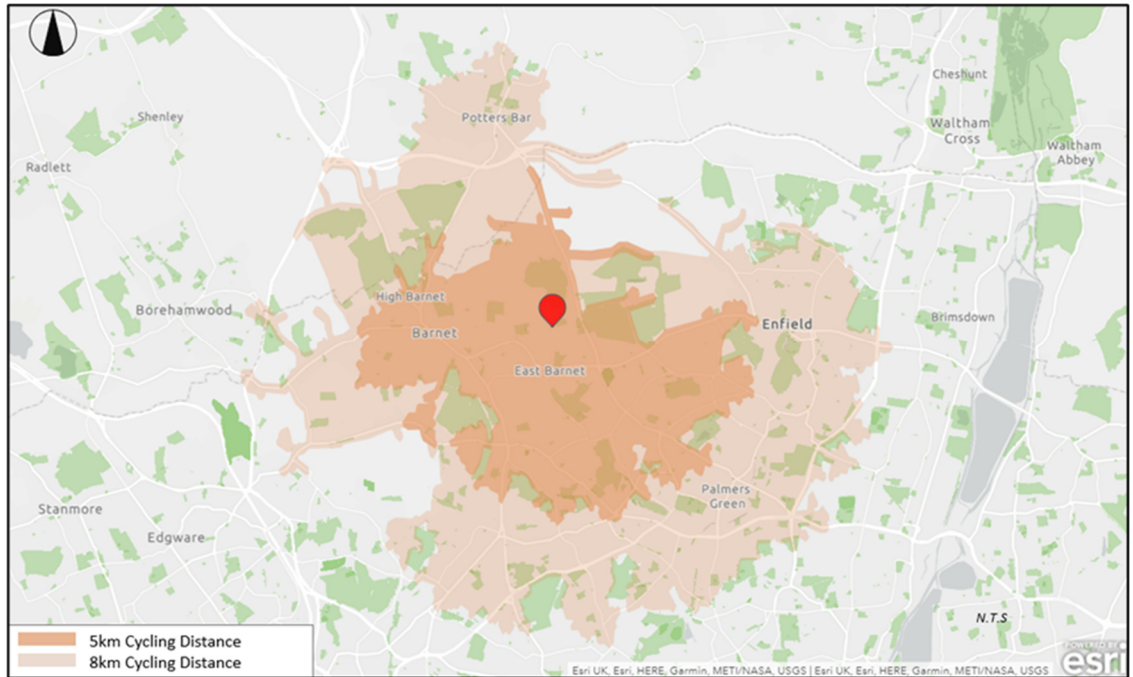 Cheshunt
Shenley
Potters Bar
Waltham
Cross
Radlett
Waltham
Abbey
High Barnet
Borehamwood
Barnet
Enfield
Brimsdown
East Barnet
Palmers
Green
Stanmore
Edgware
N.T.S
5km Cycling Distance
8km Cycling Distance
POWERED BY
esri
Esri UK, Esri, HERE, Garmin, METI/NASA, USGS | Esri UK, Esri, HERE, Garmin, METI/NASA, USGS